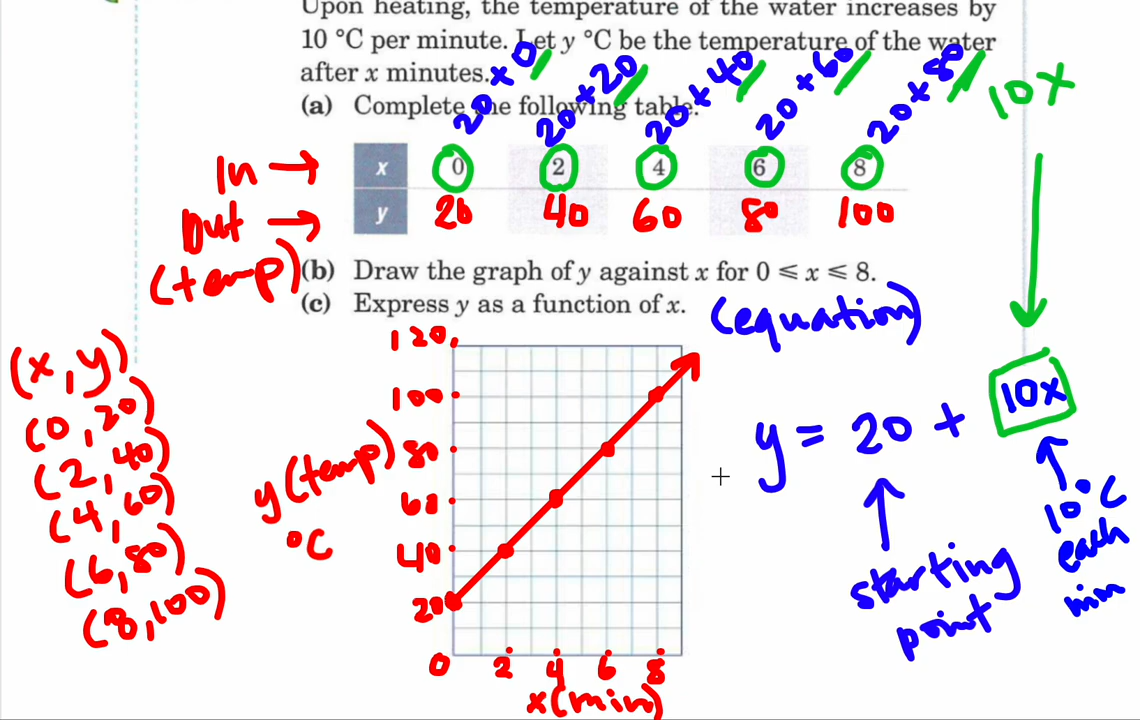 Upon heating, the temperature of the water increases by
10 °C per minute. Let y °C be the temperature of the water
after x minutes.
20 × 0 20 × 20 20 × 40 20 × 60 20 × 80 10x
(a) Complete the following table.
In → x 0 2 4 6 8
Out → y 20 40 60 80 100
(temp)
(b) Draw the graph of y against x for 0 ⩽ x ⩽ 8.
(c) Express y as a function of x.
(equation)
(x,y)
(0,20)
(2,40)
(4,60)
(6,80)
(8,100)
120
100
80
60
40
20
y (temp)
°C
0 2 4 6 8
x (min)
y = 20 + 10x
starting
point
10°C
each
min